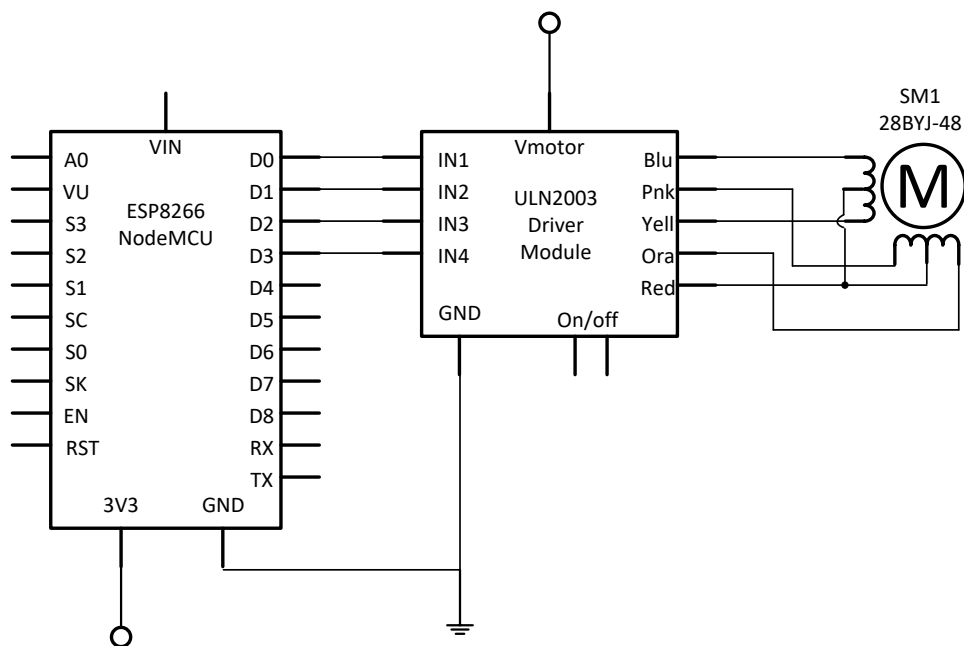 SM1
28BYJ-48
M
VIN
A0
VU
S3
S2
S1
SC
S0
SK
EN
RST
ESP8266
NodeMCU
D0
D1
D2
D3
D4
D5
D6
D7
D8
RX
TX
3V3
GND
Vmotor
IN1
IN2
IN3
IN4
ULN2003
Driver
Module
Blu
Pnk
Yell
Ora
Red
GND
On/off